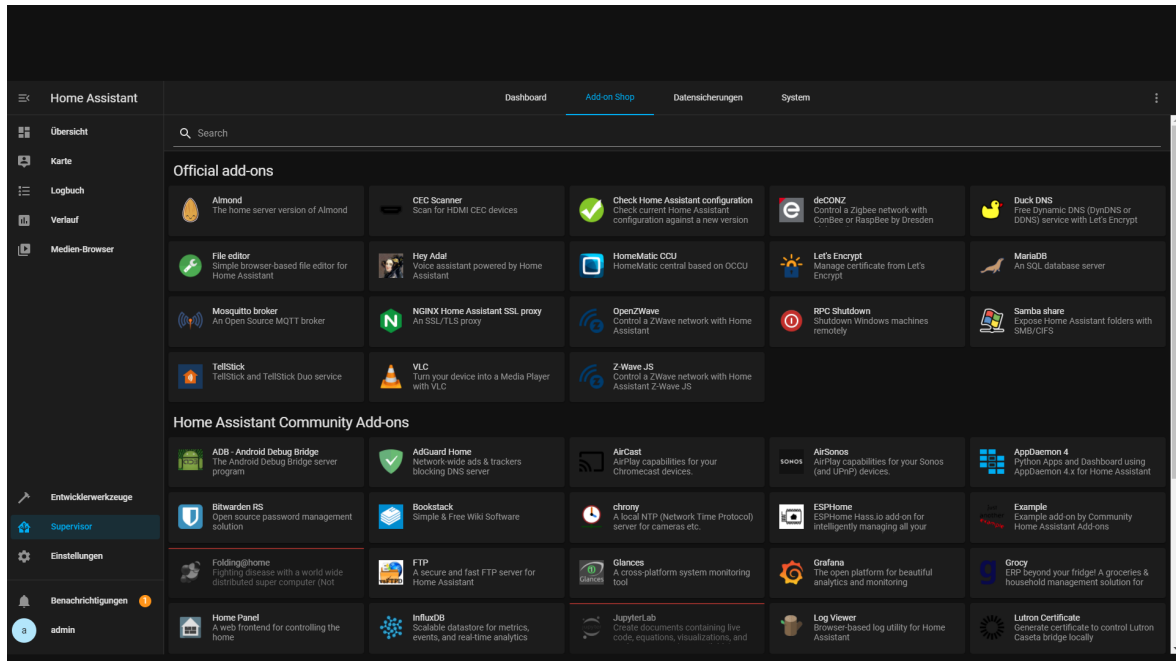 Home Assistant
Dashboard
Add-on Shop
Datensicherungen
System
Übersicht
Karte
Logbuch
Verlauf
Medien-Browser
Search
Official add-ons
Almond
The home server version of Almond
CEC Scanner
Scan for HDMI CEC devices
Check Home Assistant configuration
Check current Home Assistant
configuration against a new version
deCONZ
Control a Zigbee network with
ConBee or RaspBee by Dresden
Duck DNS
Free Dynamic DNS (DynDNS or
DDNS) service with Let's Encrypt
File editor
Simple browser-based file editor for
Home Assistant
Hey Ada!
Voice assistant powered by Home
Assistant
HomeMatic CCU
HomeMatic central based on OCCU
Let's Encrypt
Manage certificate from Let's
Encrypt
MariaDB
An SQL database server
Mosquitto broker
An Open Source MQTT broker
NGINX Home Assistant SSL proxy
An SSL/TLS proxy
OpenZWave
Control a ZWave network with Home
Assistant
RPC Shutdown
Shutdown Windows machines
remotely
Samba share
Expose Home Assistant folders with
SMB/CIFS
TellStick
TellStick and TellStick Duo service
VLC
Turn your device into a Media Player
with VLC
Z-Wave JS
Control a ZWave network with Home
Assistant Z-Wave JS
Home Assistant Community Add-ons
ADB - Android Debug Bridge
The Android Debug Bridge server
program
AdGuard Home
Network-wide ads & trackers
blocking DNS server
AirCast
AirPlay capabilities for your
Chromecast devices.
SONOS
AirSonos
AirPlay capabilities for your Sonos
(and UPnP) devices.
AppDaemon 4
Python Apps and Dashboard using
AppDaemon 4.x for Home Assistant
Bitwarden RS
Open source password management
solution
Bookstack
Simple & Free Wiki Software
chrony
A local NTP (Network Time Protocol)
server for cameras etc.
ESPHome
ESPHome Hass.io add-on for
intelligently managing all your
Example
Example add-on by Community
Home Assistant Add-ons
Folding@home
Fighting disease with a world wide
distributed super computer (Not
FTP
A secure and fast FTP server for
Home Assistant
Glances
Glances
A cross-platform system monitoring
tool
Grafana
The open platform for beautiful
analytics and monitoring
Grocy
ERP beyond your fridge! A groceries &
household management solution for
Home Panel
A web frontend for controlling the
home
InfluxDB
Scalable datastore for metrics,
events, and real-time analytics
JupyterLab
Create documents containing live
code, equations, visualizations, and
Log Viewer
Browser-based log utility for Home
Assistant
Lutron Certificate
Generate certificate to control Lutron
Caseta bridge locally
Entwicklerwerkzeuge
Supervisor
Einstellungen
Benachrichtigungen 1
a admin